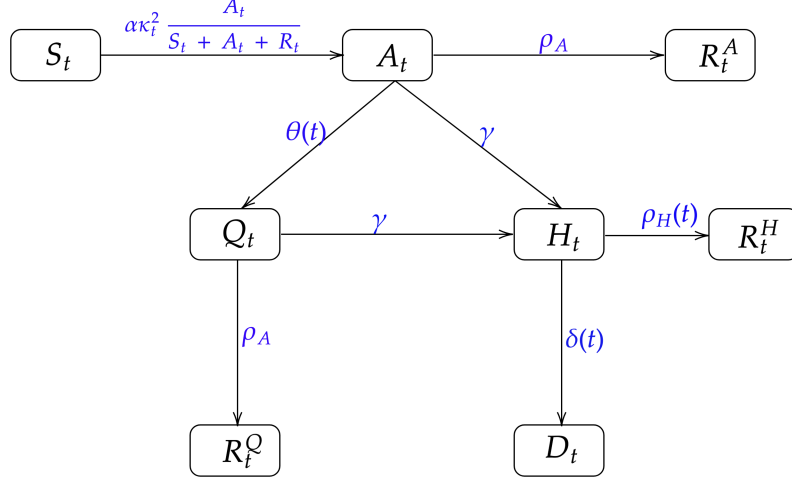 ακ_t^2 A_t / (S_t + A_t + R_t)
S_t A_t ρ_A R_t^A
θ(t) γ
Q_t γ H_t ρ_H(t) R_t^H
ρ_A δ(t)
R_t^Q D_t